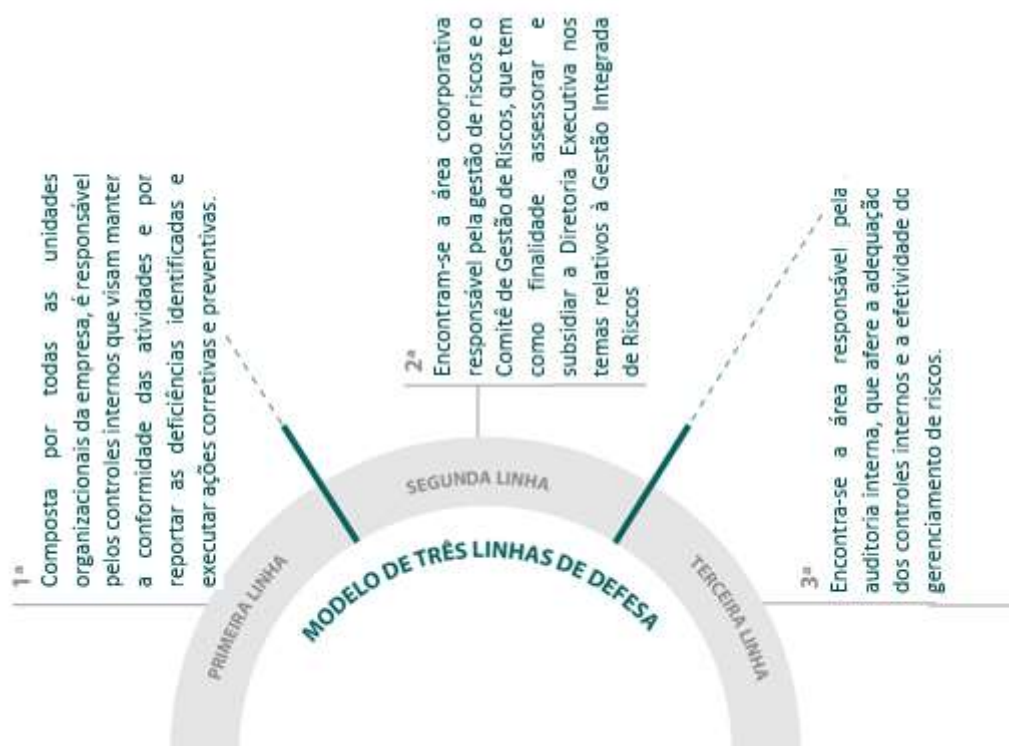 MODELO DE TRÊS LINHAS DE DEFESA
PRIMEIRA LINHA
1ª
Composta por todas as unidades
organizacionais da empresa, é responsável
pelos controles internos que visam manter
a conformidade das atividades e por
reportar as deficiências identificadas e
executar ações corretivas e preventivas.
SEGUNDA LINHA
2ª
Encontram-se a área coorporativa
responsável pela gestão de riscos e o
Comitê de Gestão de Riscos, que tem
como finalidade assessorar e
subsidiar a Diretoria Executiva nos
temas relativos à Gestão Integrada
de Riscos
TERCEIRA LINHA
3ª
Encontra-se a área responsável pela
auditoria interna, que afere a adequação
dos controles internos e a efetividade do
gerenciamento de riscos.